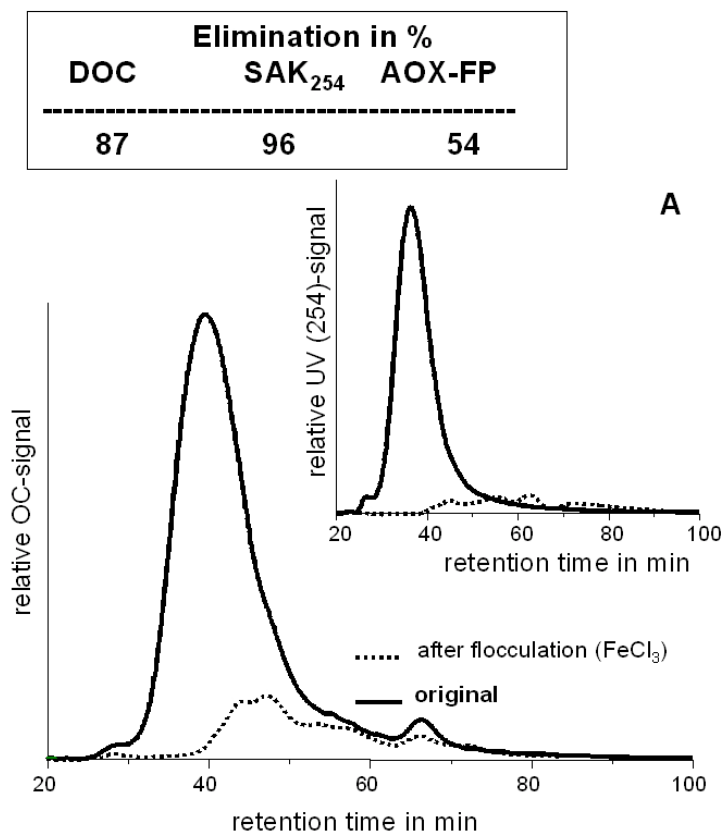 Elimination in %
DOC SAK254 AOX-FP
87 96 54
A
relative UV (254)-signal
20 40 60 80 100
retention time in min
relative OC-signal
after flocculation (FeCl3)
original
20 40 60 80 100
retention time in min